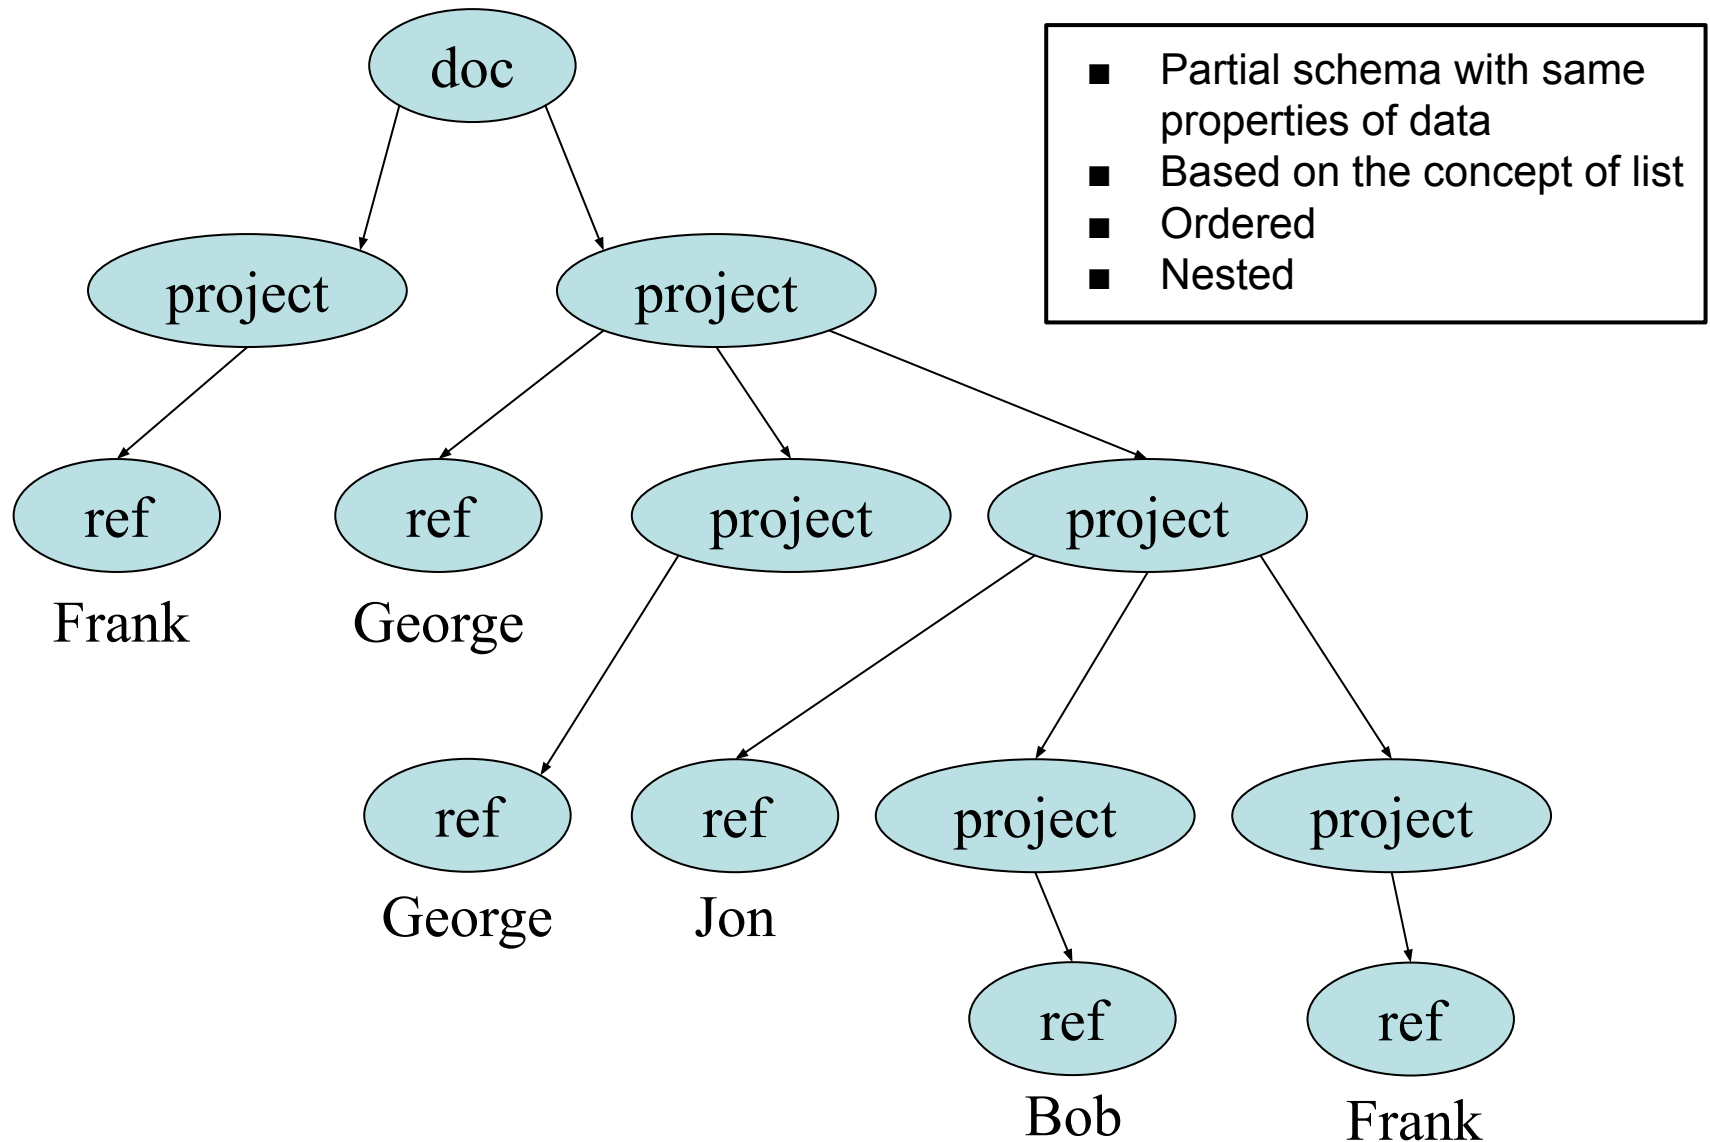 doc
■ Partial schema with same
properties of data
■ Based on the concept of list
■ Ordered
■ Nested
project
project
ref
ref
project
project
Frank
George
ref
ref
project
project
George
Jon
ref
ref
Bob
Frank